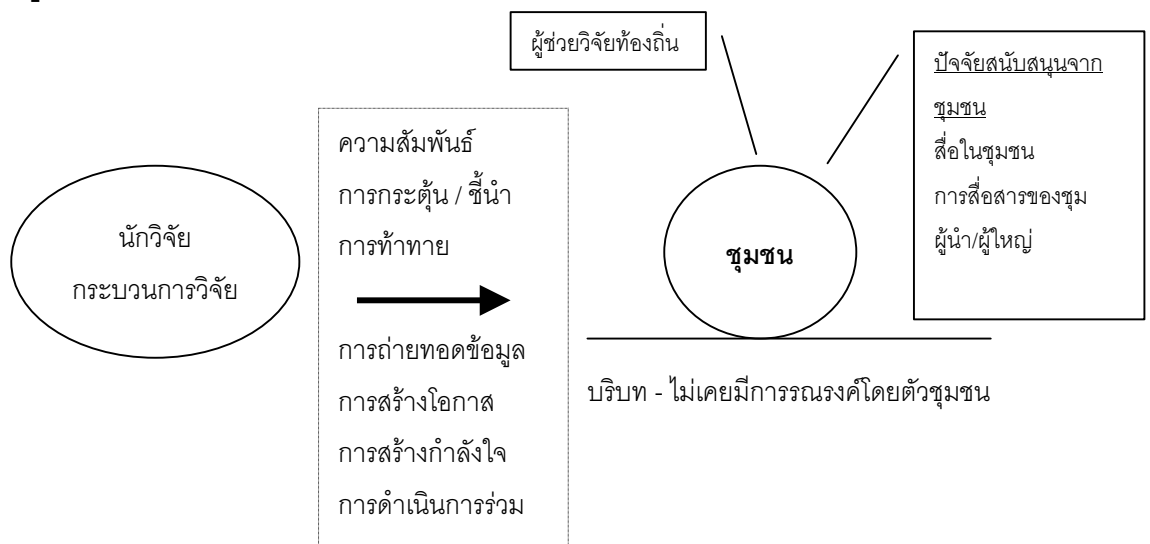 นักวิจัย
กระบวนการวิจัย
ความสัมพันธ์
การกระตุ้น / ชี้นำ
การท้าทาย
การถ่ายทอดข้อมูล
การสร้างโอกาส
การสร้างกำลังใจ
การดำเนินการร่วม
ผู้ช่วยวิจัยท้องถิ่น
ชุมชน
ปัจจัยสนับสนุนจาก
ชุมชน
สื่อในชุมชน
การสื่อสารของชุม
ผู้นำ/ผู้ใหญ่
บริบท - ไม่เคยมีการรณรงค์โดยตัวชุมชน